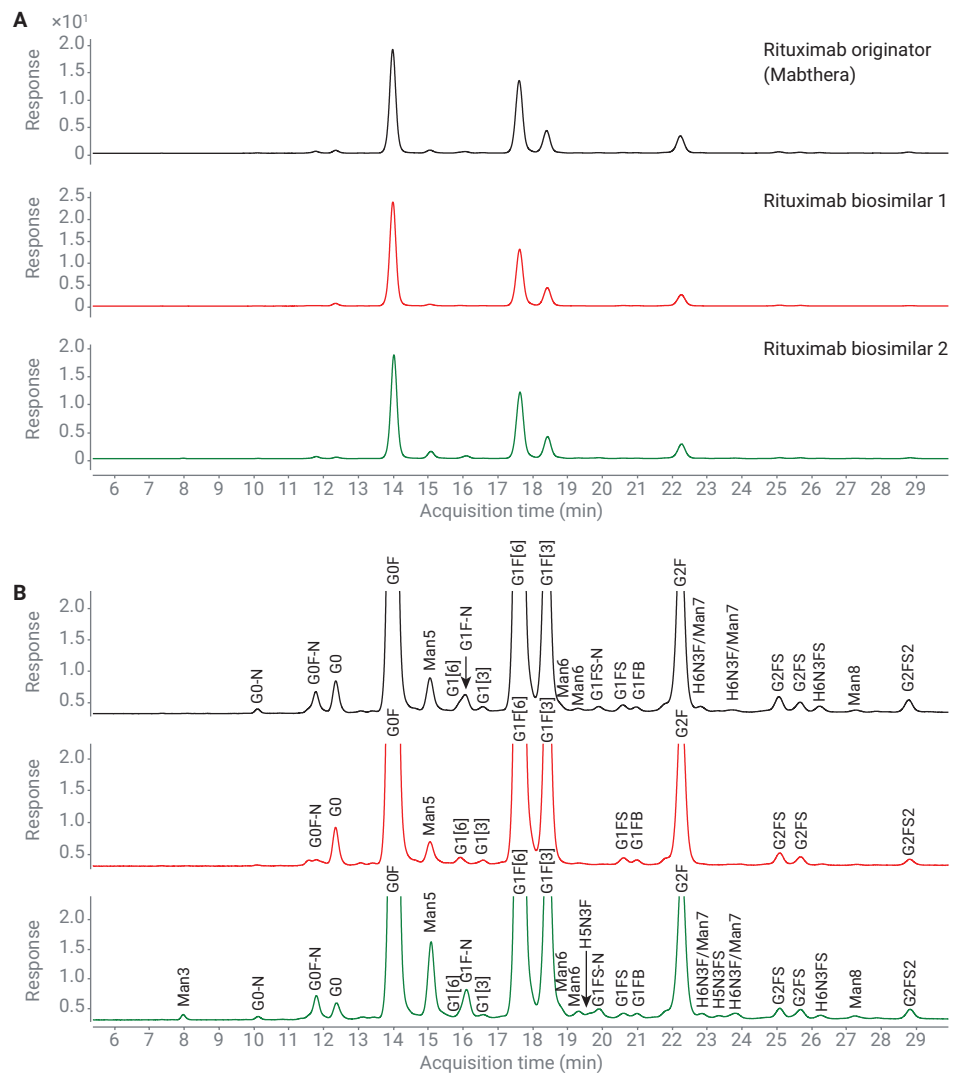 A
×10¹
Response
2.0
1.5
1.0
0.5
0
Rituximab originator
(Mabthera)
Response
2.5
2.0
1.5
1.0
0.5
0
Rituximab biosimilar 1
Response
2.0
1.5
1.0
0.5
0
Rituximab biosimilar 2
6 7 8 9 10 11 12 13 14 15 16 17 18 19 20 21 22 23 24 25 26 27 28 29
Acquisition time (min)
B
Response
2.0
1.5
1.0
0.5
G0-N
G0F-N
G0
G0F
Man5
G1[6]
G1F-N
G1[3]
G1F[6]
G1F[3]
Man6
Man6
G1FS-N
G1FS
G1FB
G2F
H6N3F/Man7
H6N3F/Man7
G2FS
G2FS
H6N3FS
Man8
G2FS2
Response
2.0
1.5
1.0
0.5
G0F-N
G0
G0F
Man5
G1[6]
G1[3]
G1F[6]
G1F[3]
G1FS
G1FB
G2F
G2FS
G2FS
G2FS2
Response
2.0
1.5
1.0
0.5
Man3
G0-N
G0F-N
G0
G0F
Man5
G1[6]
G1F-N
G1[3]
G1F[6]
G1F[3]
Man6
Man6
H5N3F
G1FS-N
G1FS
G1FB
G2F
H6N3F/Man7
H5N3FS
H6N3F/Man7
G2FS
G2FS
H6N3FS
Man8
G2FS2
6 7 8 9 10 11 12 13 14 15 16 17 18 19 20 21 22 23 24 25 26 27 28 29
Acquisition time (min)